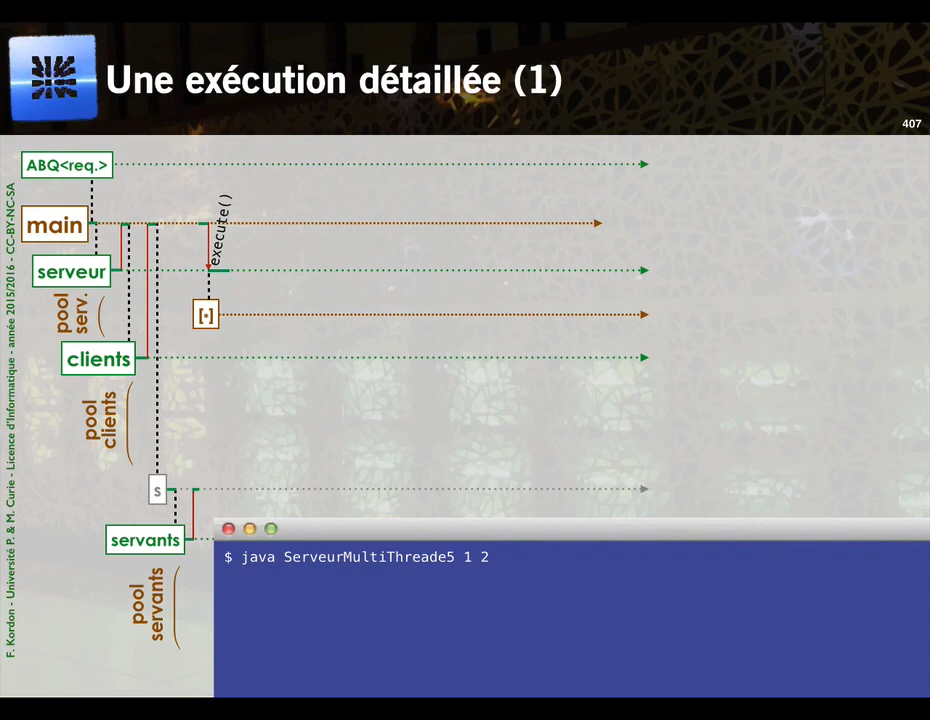 Une exécution détaillée (1)
407
ABQ<req.>
main
execute()
serveur
pool
serv.
[·]
clients
pool
clients
s
servants
pool
servants
$ java ServeurMultiThreade5 1 2
F. Kordon - Université P. & M. Curie - Licence d'Informatique - année 2015/2016 - CC-BY-NC-SA